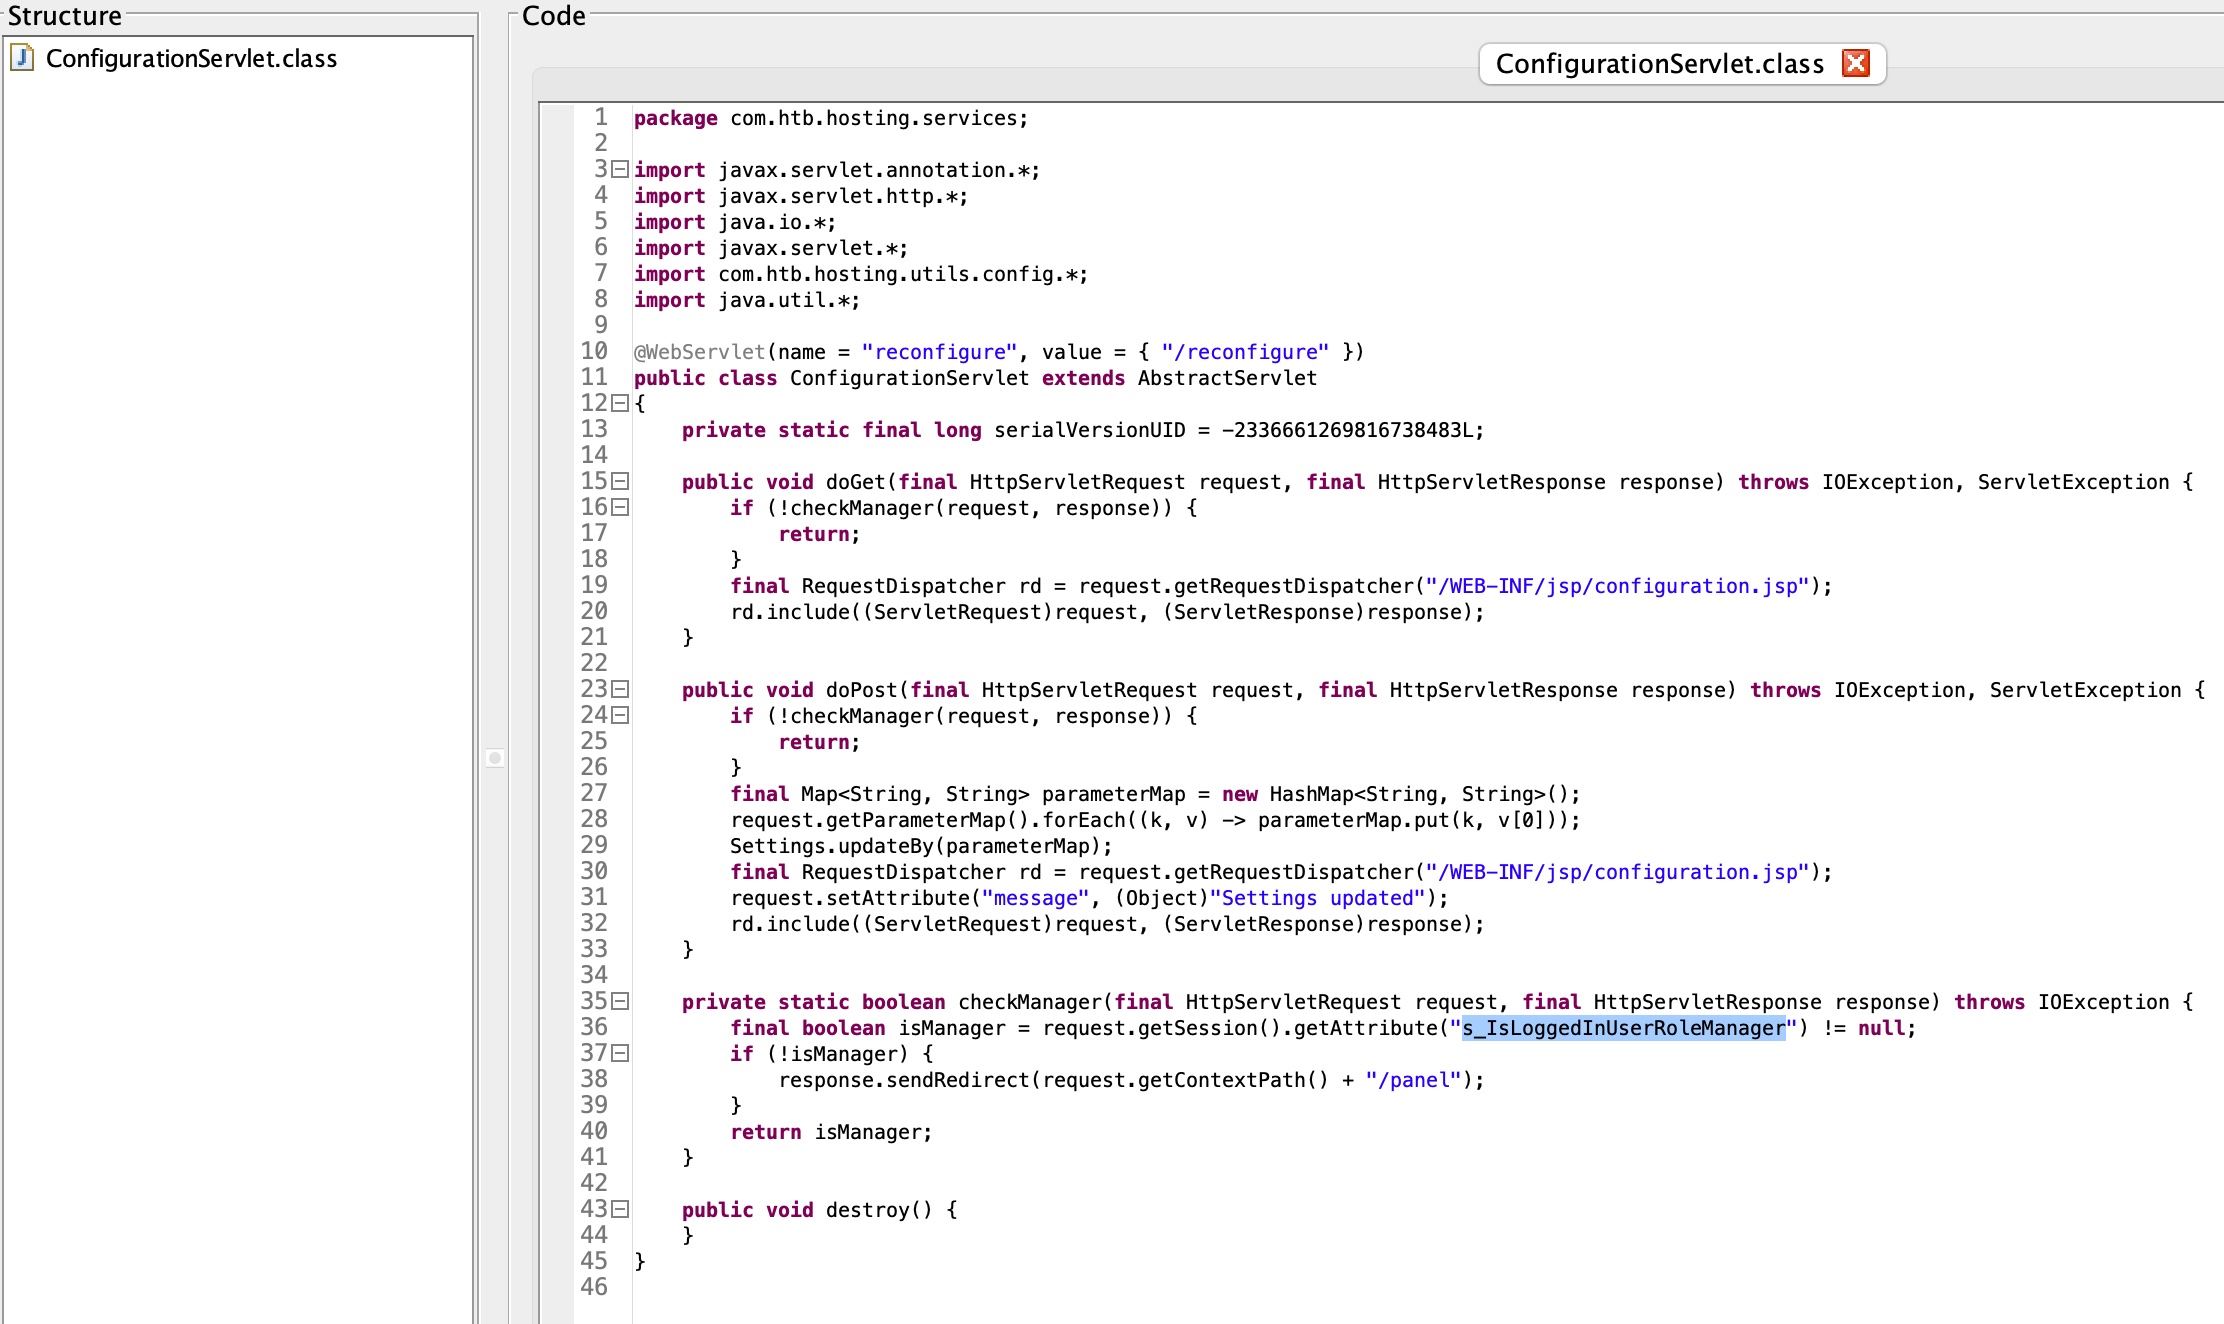 Structure
ConfigurationServlet.class
Code
ConfigurationServlet.class
1 package com.htb.hosting.services;
2
3 import javax.servlet.annotation.*;
4 import javax.servlet.http.*;
5 import java.io.*;
6 import javax.servlet.*;
7 import com.htb.hosting.utils.config.*;
8 import java.util.*;
9
10 @WebServlet(name = "reconfigure", value = { "/reconfigure" })
11 public class ConfigurationServlet extends AbstractServlet
12 {
13     private static final long serialVersionUID = -2336661269816738483L;
14
15     public void doGet(final HttpServletRequest request, final HttpServletResponse response) throws IOException, ServletException {
16         if (!checkManager(request, response)) {
17             return;
18         }
19         final RequestDispatcher rd = request.getRequestDispatcher("/WEB-INF/jsp/configuration.jsp");
20         rd.include((ServletRequest)request, (ServletResponse)response);
21     }
22
23     public void doPost(final HttpServletRequest request, final HttpServletResponse response) throws IOException, ServletException {
24         if (!checkManager(request, response)) {
25             return;
26         }
27         final Map<String, String> parameterMap = new HashMap<String, String>();
28         request.getParameterMap().forEach((k, v) -> parameterMap.put(k, v[0]));
29         Settings.updateBy(parameterMap);
30         final RequestDispatcher rd = request.getRequestDispatcher("/WEB-INF/jsp/configuration.jsp");
31         request.setAttribute("message", (Object)"Settings updated");
32         rd.include((ServletRequest)request, (ServletResponse)response);
33     }
34
35     private static boolean checkManager(final HttpServletRequest request, final HttpServletResponse response) throws IOException {
36         final boolean isManager = request.getSession().getAttribute("s_IsLoggedInUserRoleManager") != null;
37         if (!isManager) {
38             response.sendRedirect(request.getContextPath() + "/panel");
39         }
40         return isManager;
41     }
42
43     public void destroy() {
44     }
45 }
46